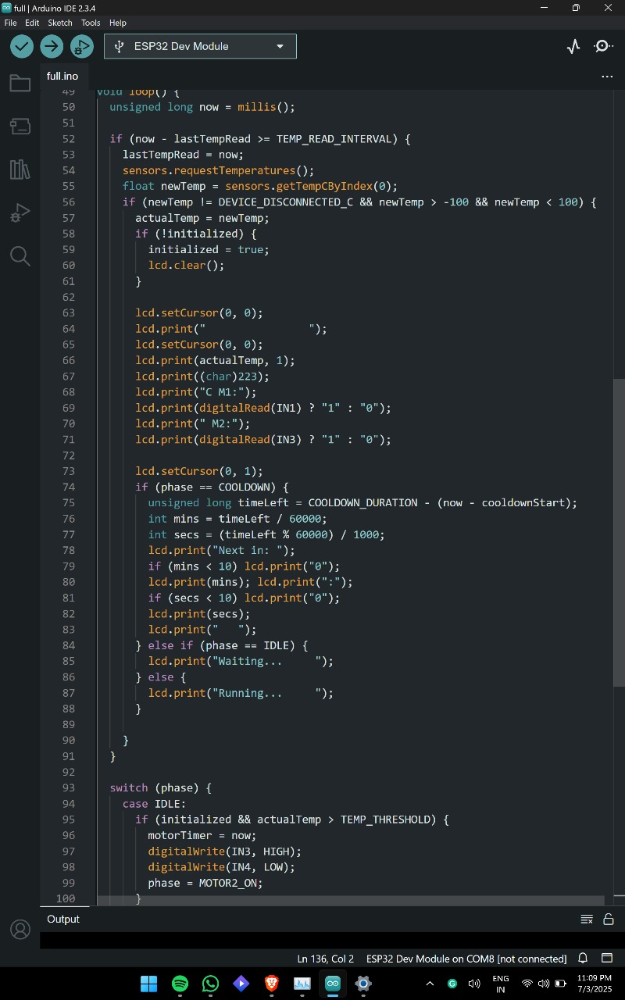 full | Arduino IDE 2.3.4
File Edit Sketch Tools Help
ESP32 Dev Module
full.ino
49 void loop() {
50   unsigned long now = millis();
51
52   if (now - lastTempRead >= TEMP_READ_INTERVAL) {
53     lastTempRead = now;
54     sensors.requestTemperatures();
55     float newTemp = sensors.getTempCByIndex(0);
56     if (newTemp != DEVICE_DISCONNECTED_C && newTemp > -100 && newTemp < 100) {
57       actualTemp = newTemp;
58       if (!initialized) {
59         initialized = true;
60         lcd.clear();
61       }
62
63       lcd.setCursor(0, 0);
64       lcd.print("                ");
65       lcd.setCursor(0, 0);
66       lcd.print(actualTemp, 1);
67       lcd.print((char)223);
68       lcd.print("C M1:");
69       lcd.print(digitalRead(IN1) ? "1" : "0");
70       lcd.print(" M2:");
71       lcd.print(digitalRead(IN3) ? "1" : "0");
72
73       lcd.setCursor(0, 1);
74       if (phase == COOLDOWN) {
75         unsigned long timeLeft = COOLDOWN_DURATION - (now - cooldownStart);
76         int mins = timeLeft / 60000;
77         int secs = (timeLeft % 60000) / 1000;
78         lcd.print("Next in: ");
79         if (mins < 10) lcd.print("0");
80         lcd.print(mins); lcd.print(":");
81         if (secs < 10) lcd.print("0");
82         lcd.print(secs);
83         lcd.print("   ");
84       } else if (phase == IDLE) {
85         lcd.print("Waiting...     ");
86       } else {
87         lcd.print("Running...     ");
88       }
89
90     }
91   }
92
93   switch (phase) {
94     case IDLE:
95       if (initialized && actualTemp > TEMP_THRESHOLD) {
96         motorTimer = now;
97         digitalWrite(IN3, HIGH);
98         digitalWrite(IN4, LOW);
99         phase = MOTOR2_ON;
100       }
Output
Ln 136, Col 2 ESP32 Dev Module on COM8 [not connected]
ENG
IN
11:09 PM
7/3/2025